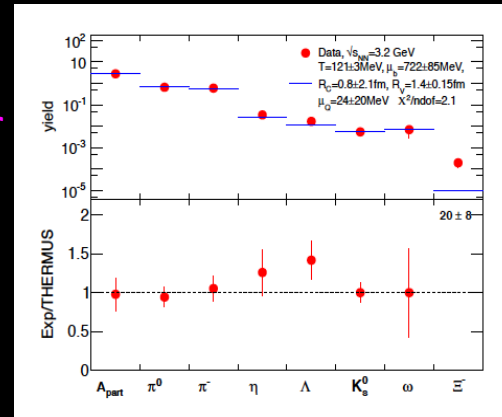 10²
Data, √s_NN=3.2 GeV
T=121±3MeV, μ_b=722±85MeV,
1
R_C=0.8±2.1fm, R_V=1.4±0.15fm
μ_Q=24±20MeV χ²/ndof=2.1
10⁻¹
yield
10⁻³
10⁻⁵
2
20 ± 8
1.5
Exp/THERMUS
1
0.5
0
A_part π⁰ π⁻ η Λ K_s⁰ ω Ξ⁻